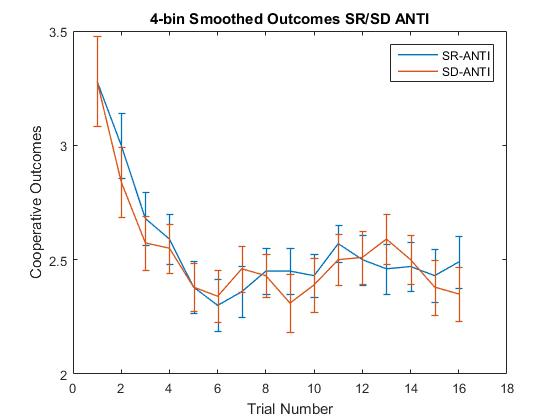 4-bin Smoothed Outcomes SR/SD ANTI
SR-ANTI
SD-ANTI
3.5
3
2.5
2
Cooperative Outcomes
0 2 4 6 8 10 12 14 16 18
Trial Number